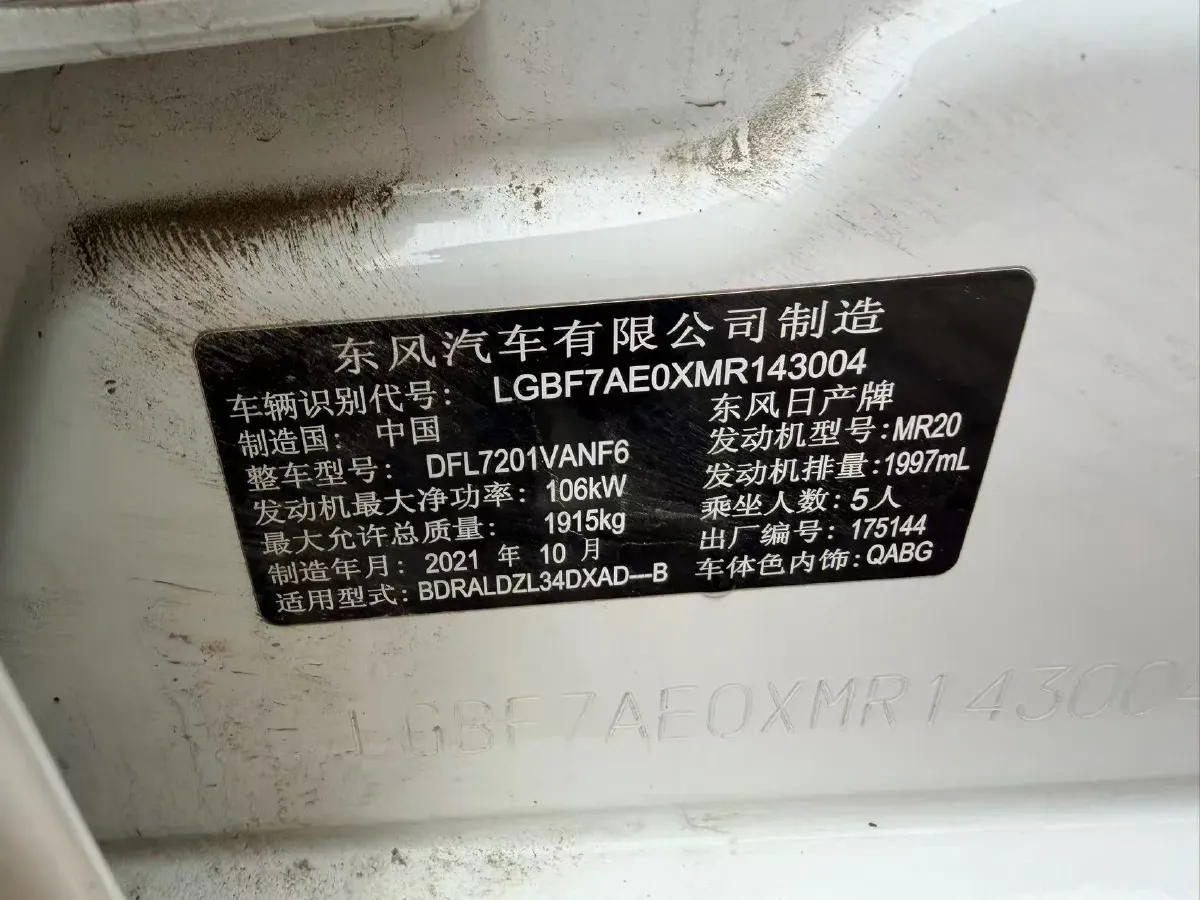 东风汽车有限公司制造
车辆识别代号: LGBF7AE0XMR143004
制造国: 中国 东风日产牌
整车型号: DFL7201VANF6 发动机型号:MR20
发动机最大净功率: 106kW 发动机排量:1997mL
最大允许总质量: 1915kg 乘坐人数:5人
制造年月: 2021 年 10 月 出厂编号: 175144
适用型式: BDRALDZL34DXAD---B 车体色内饰:QABG
LGBF7AE0XMR143004